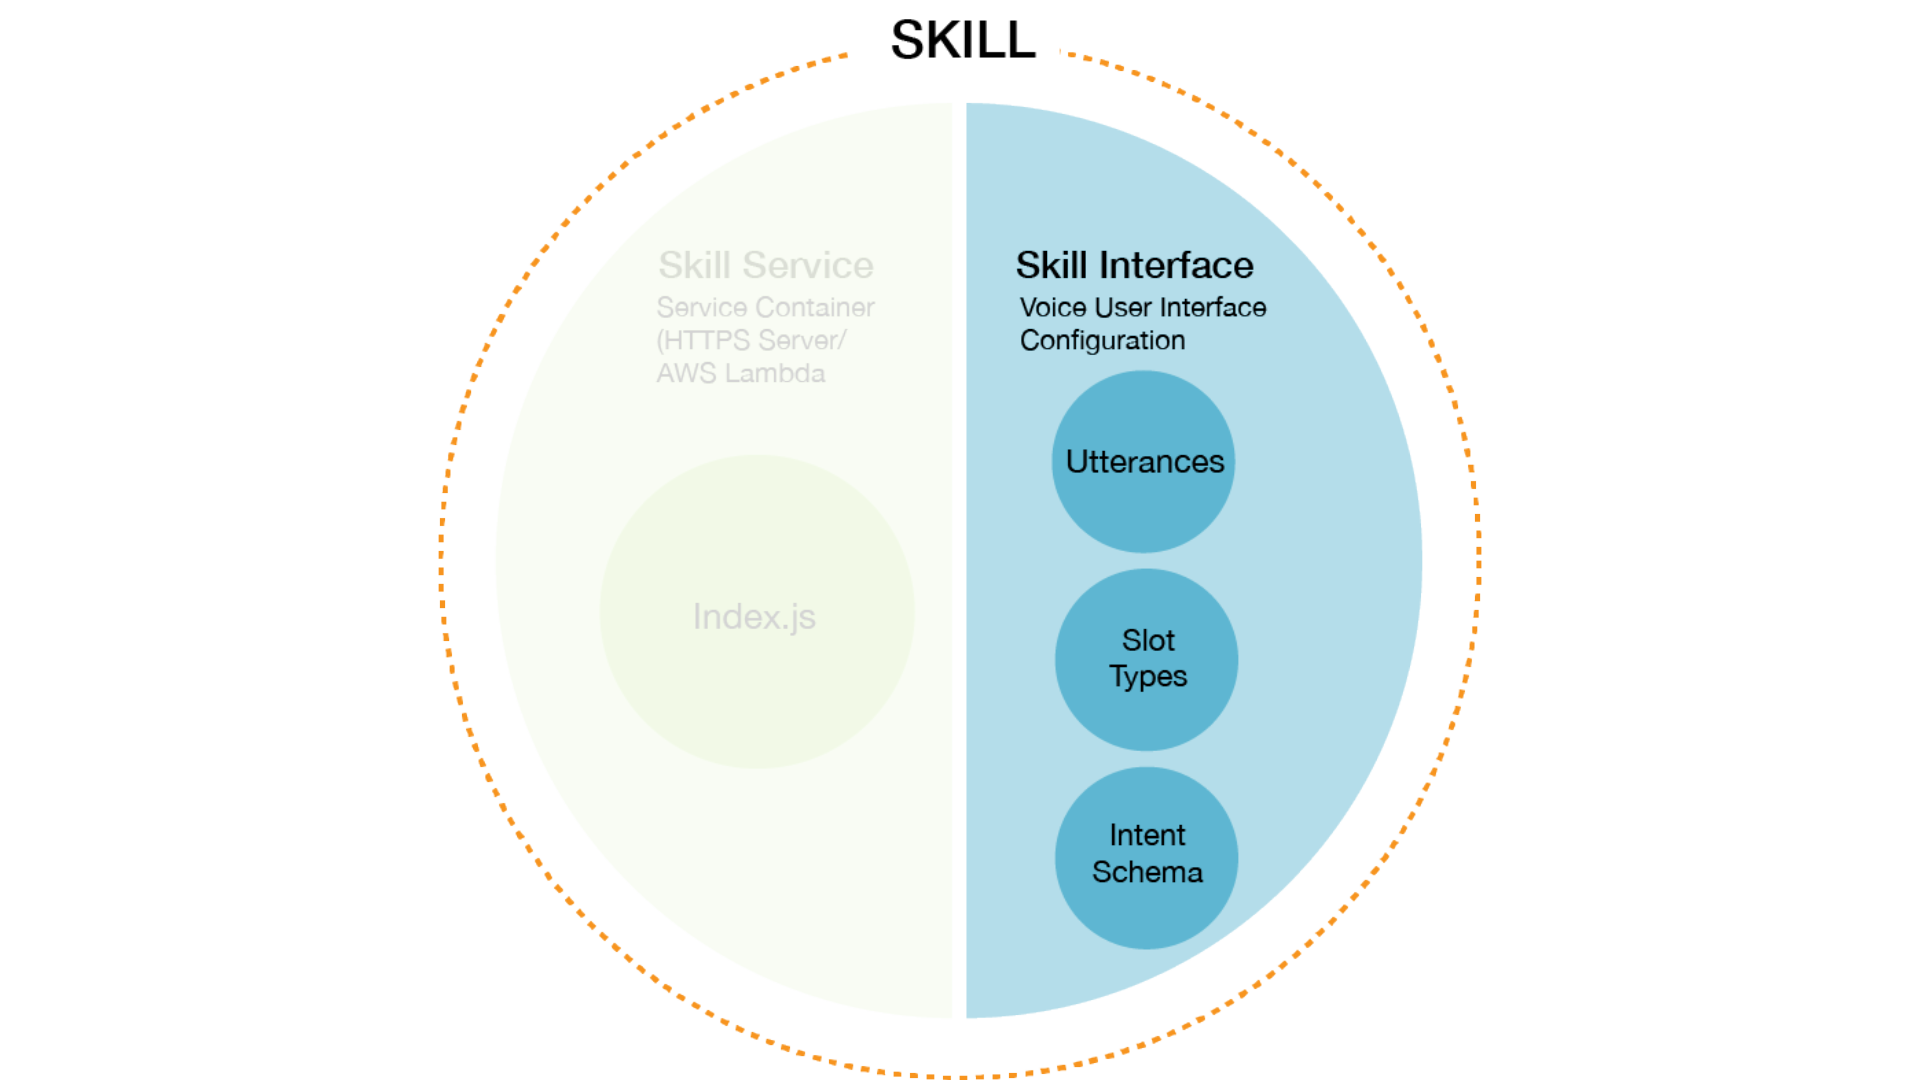 SKILL
Skill Service
Service Container
(HTTPS Server/
AWS Lambda
Index.js
Skill Interface
Voice User Interface
Configuration
Utterances
Slot
Types
Intent
Schema